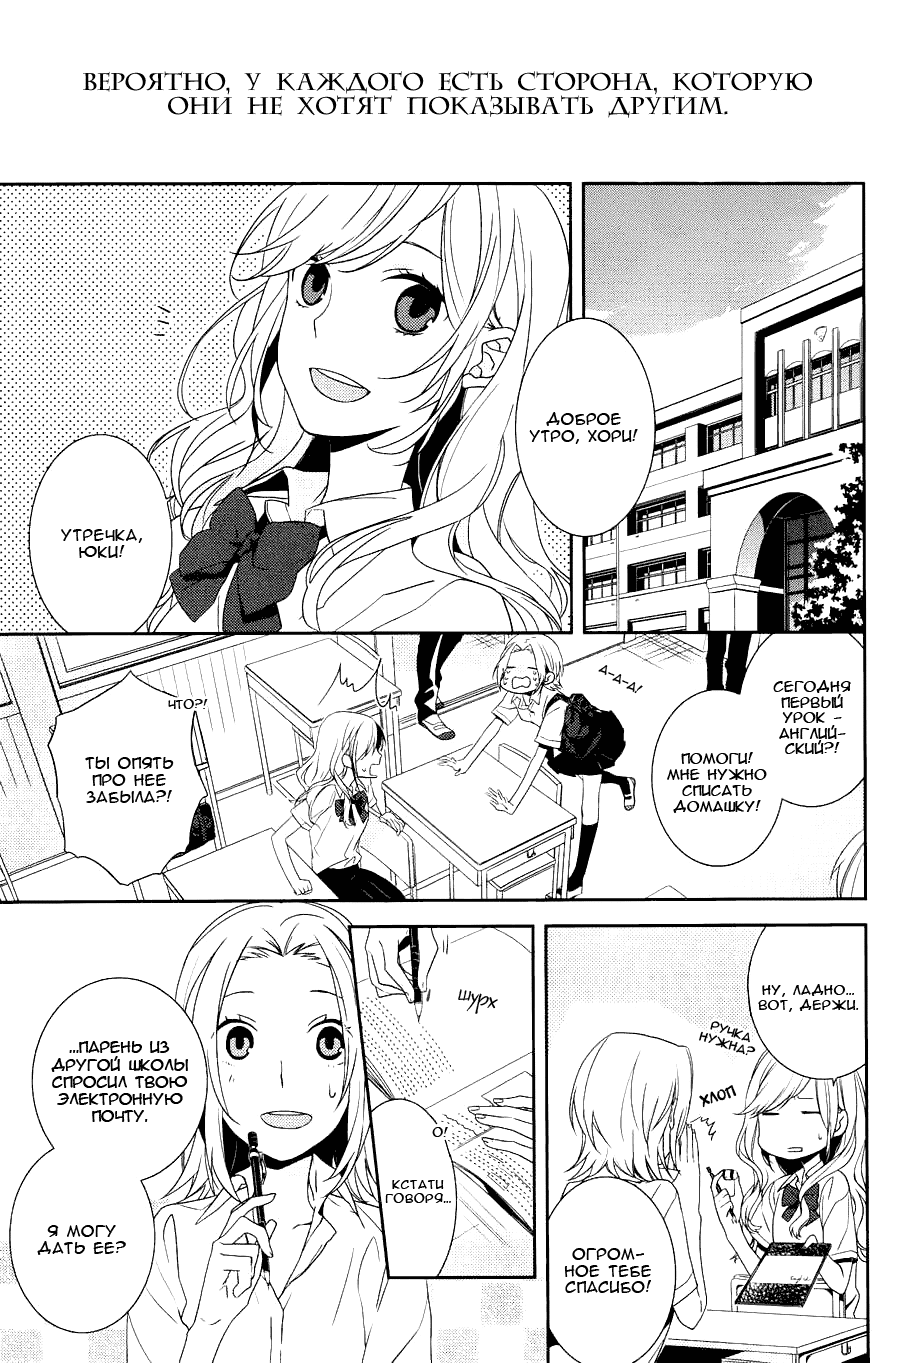 ВЕРОЯТНО, У КАЖДОГО ЕСТЬ СТОРОНА, КОТОРУЮ
ОНИ НЕ ХОТЯТ ПОКАЗЫВАТЬ ДРУГИМ.
ДОБРОЕ
УТРО, ХОРИ!
УТРЕЧКА,
ЮКИ!
СЕГОДНЯ
ПЕРВЫЙ
УРОК –
АНГЛИЙ-
СКИЙ?!
ПОМОГИ!
МНЕ НУЖНО
СПИСАТЬ
ДОМАШКУ!
А-А-А!
ЧТО?!
ТЫ ОПЯТЬ
ПРО НЕЕ
ЗАБЫЛА?!
НУ, ЛАДНО...
ВОТ, ДЕРЖИ.
РУЧКА
НУЖНА?
ХЛОП
ОГРОМ-
НОЕ ТЕБЕ
СПАСИБО!
ШУРХ
О!
КСТАТИ
ГОВОРЯ...
...ПАРЕНЬ ИЗ
ДРУГОЙ ШКОЛЫ
СПРОСИЛ ТВОЮ
ЭЛЕКТРОННУЮ
ПОЧТУ.
Я МОГУ
ДАТЬ ЕЕ?